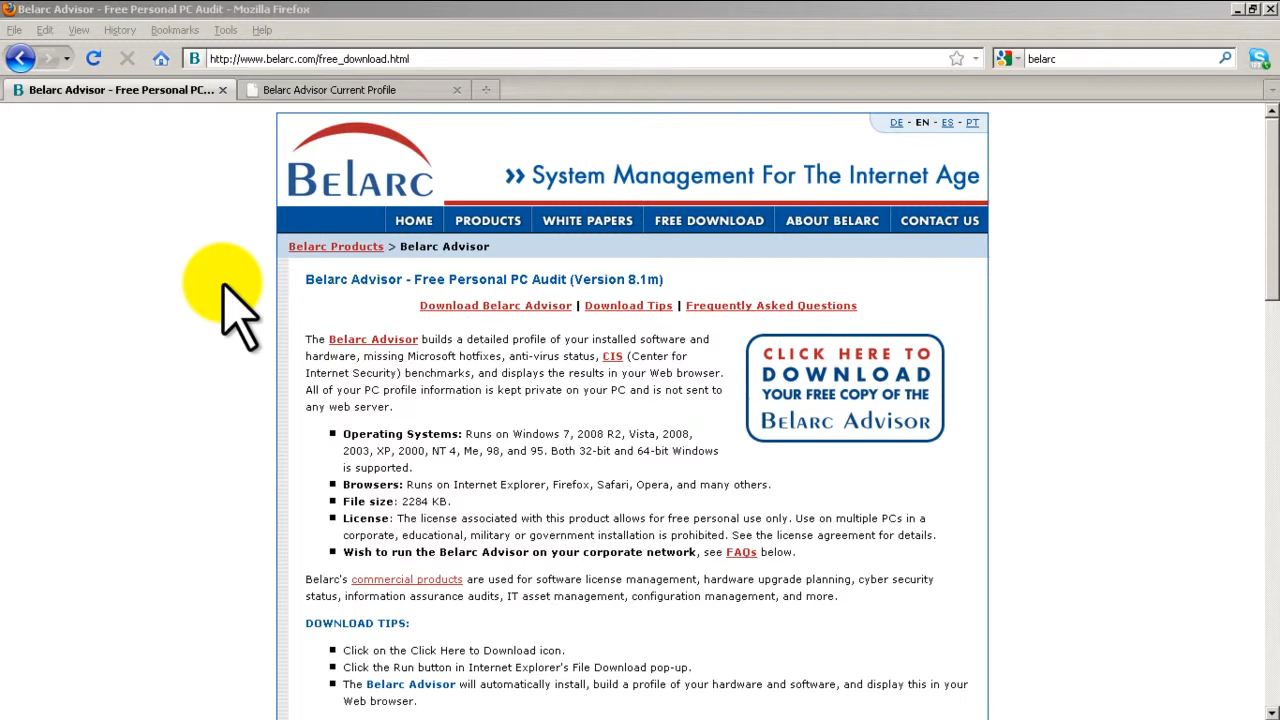 Belarc Advisor - Free Personal PC Audit - Mozilla Firefox
File Edit View History Bookmarks Tools Help
B http://www.belarc.com/free_download.html belarc
B Belarc Advisor - Free Personal PC... Belarc Advisor Current Profile
DE - EN - ES - PT
BELARC
›› System Management For The Internet Age
HOME PRODUCTS WHITE PAPERS FREE DOWNLOAD ABOUT BELARC CONTACT US
Belarc Products > Belarc Advisor
Belarc Advisor - Free Personal PC Audit (Version 8.1m)
Download Belarc Advisor | Download Tips | Frequently Asked Questions
The Belarc Advisor builds a detailed profile of your installed software and
hardware, missing Microsoft hotfixes, anti-virus status, CIS (Center for
Internet Security) benchmarks, and displays the results in your Web browser.
All of your PC profile information is kept private on your PC and is not sent to
any web server.
CLICK HERE TO
DOWNLOAD
YOUR FREE COPY OF THE
Belarc Advisor
Operating Systems: Runs on Windows 7, 2008 R2, Vista, 2008,
2003, XP, 2000, NT 4, Me, 98, and 95. Both 32-bit and 64-bit Windows
is supported.
Browsers: Runs on Internet Explorer, Firefox, Safari, Opera, and many others.
File size: 2284 KB.
License: The license associated with this product allows for free personal use only. Use on multiple PCs in a
corporate, educational, military or government installation is prohibited. See the license agreement for details.
Wish to run the Belarc Advisor on your corporate network, see FAQs below.
Belarc's commercial products are used for software license management, hardware upgrade planning, cyber security
status, information assurance audits, IT asset management, configuration management, and more.
DOWNLOAD TIPS:
Click on the Click Here to Download icon.
Click the Run button in Internet Explorer's File Download pop-up.
The Belarc Advisor will automatically install, build a profile of your hardware and software, and display this in your
Web browser.